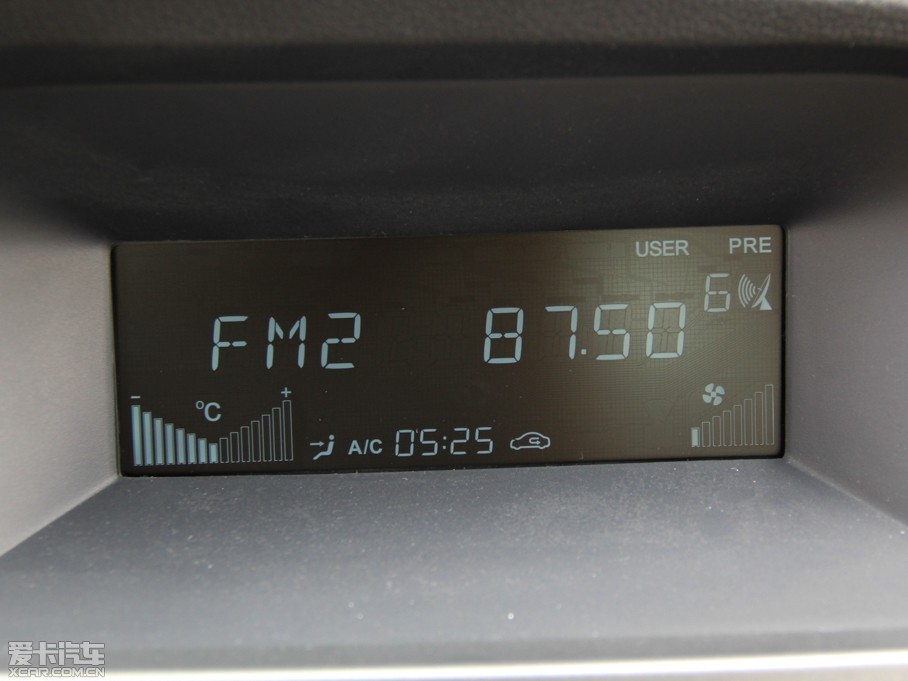 USER PRE
6
FM2 87.50
- °C +
A/C 05:25
爱卡汽车
XCAR.COM.CN